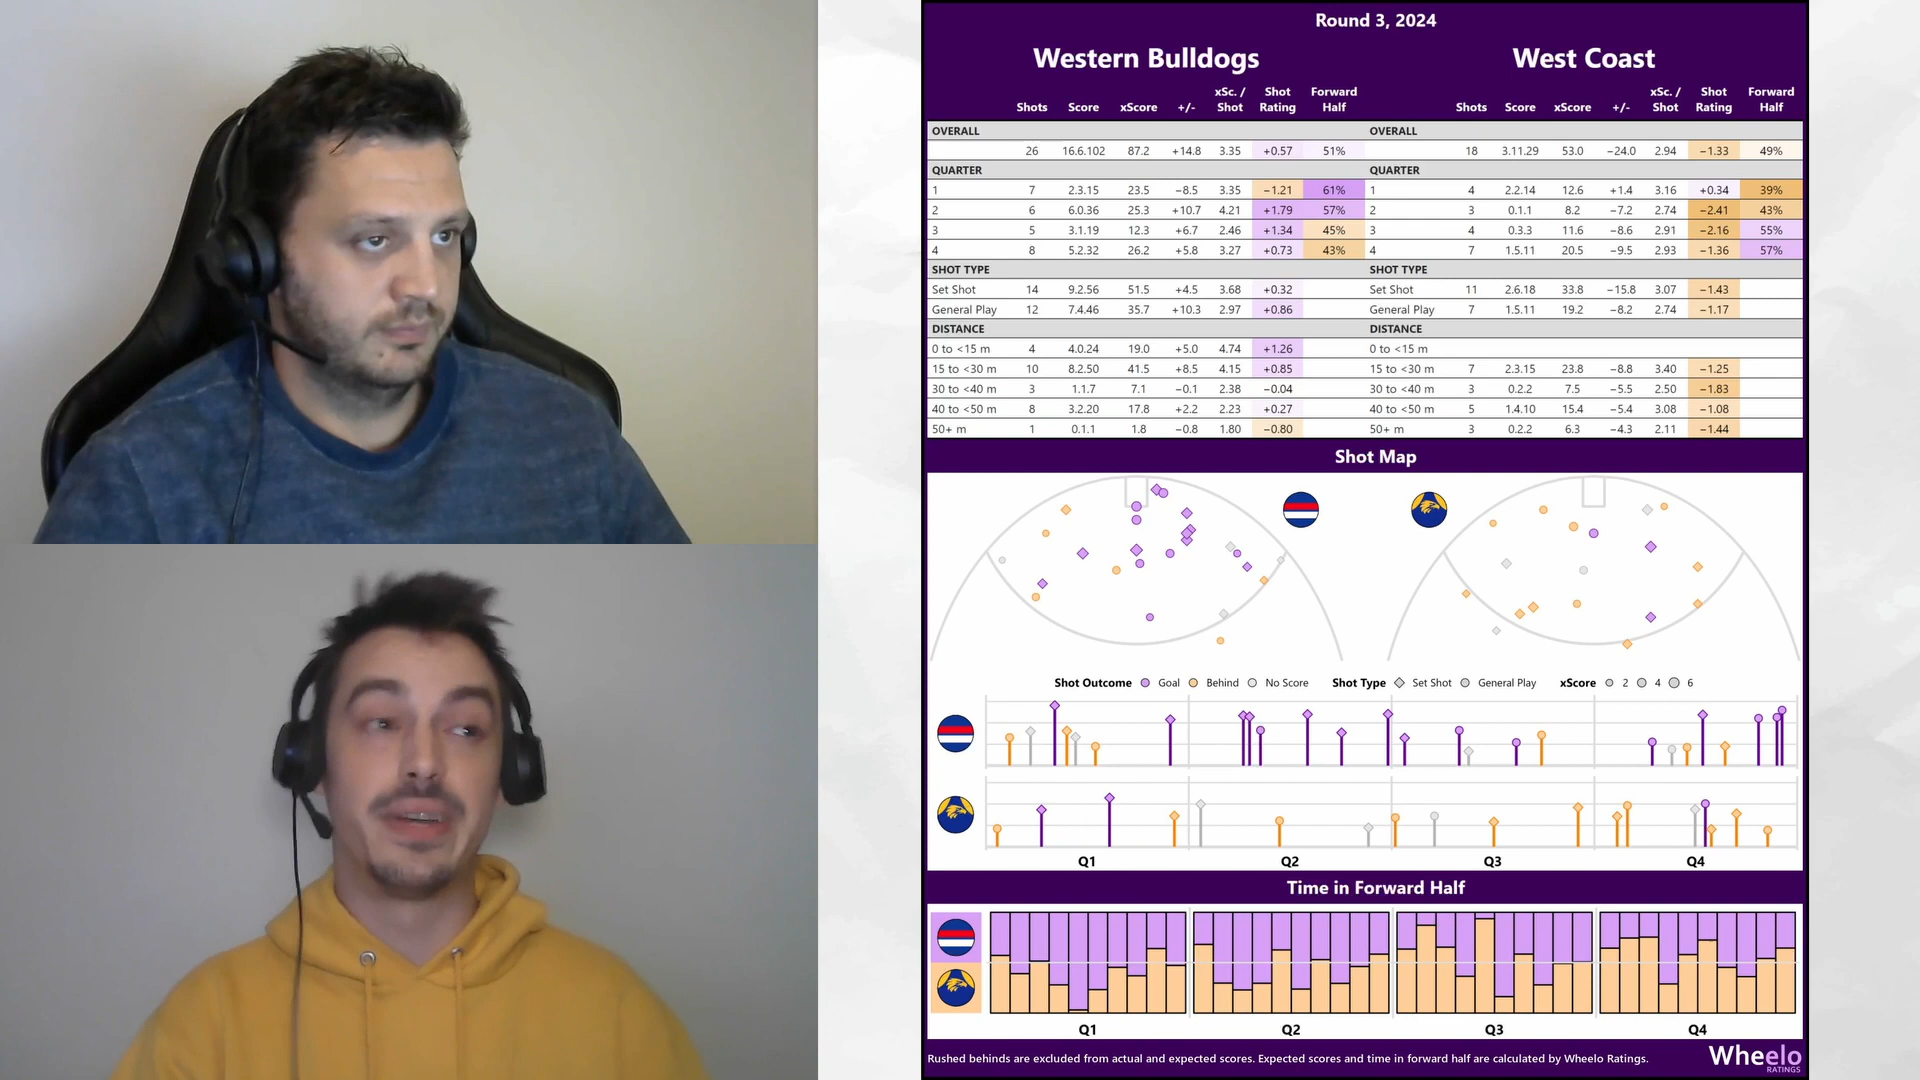 Round 3, 2024
Western Bulldogs West Coast
Shots Score xScore +/- xSc. / Shot Shot Rating Forward Half Shots Score xScore +/- xSc. / Shot Shot Rating Forward Half
OVERALL OVERALL
26 16.6.102 87.2 +14.8 3.35 +0.57 51% 18 3.11.29 53.0 −24.0 2.94 −1.33 49%
QUARTER QUARTER
1 7 2.3.15 23.5 −8.5 3.35 −1.21 61% 1 4 2.2.14 12.6 +1.4 3.16 +0.34 39%
2 6 6.0.36 25.3 +10.7 4.21 +1.79 57% 2 3 0.1.1 8.2 −7.2 2.74 −2.41 43%
3 5 3.1.19 12.3 +6.7 2.46 +1.34 45% 3 4 0.3.3 11.6 −8.6 2.91 −2.16 55%
4 8 5.2.32 26.2 +5.8 3.27 +0.73 43% 4 7 1.5.11 20.5 −9.5 2.93 −1.36 57%
SHOT TYPE SHOT TYPE
Set Shot 14 9.2.56 51.5 +4.5 3.68 +0.32 Set Shot 11 2.6.18 33.8 −15.8 3.07 −1.43
General Play 12 7.4.46 35.7 +10.3 2.97 +0.86 General Play 7 1.5.11 19.2 −8.2 2.74 −1.17
DISTANCE DISTANCE
0 to <15 m 4 4.0.24 19.0 +5.0 4.74 +1.26 0 to <15 m
15 to <30 m 10 8.2.50 41.5 +8.5 4.15 +0.85 15 to <30 m 7 2.3.15 23.8 −8.8 3.40 −1.25
30 to <40 m 3 1.1.7 7.1 −0.1 2.38 −0.04 30 to <40 m 3 0.2.2 7.5 −5.5 2.50 −1.83
40 to <50 m 8 3.2.20 17.8 +2.2 2.23 +0.27 40 to <50 m 5 1.4.10 15.4 −5.4 3.08 −1.08
50+ m 1 0.1.1 1.8 −0.8 1.80 −0.80 50+ m 3 0.2.2 6.3 −4.3 2.11 −1.44
Shot Map
Shot Outcome Goal Behind No Score Shot Type Set Shot General Play xScore 2 4 6
Q1 Q2 Q3 Q4
Time in Forward Half
Q1 Q2 Q3 Q4
Rushed behinds are excluded from actual and expected scores. Expected scores and time in forward half are calculated by Wheelo Ratings.
Wheelo
RATINGS